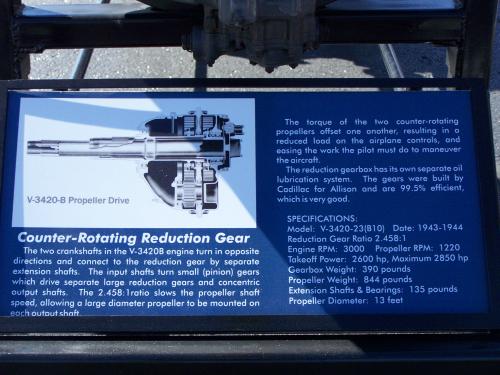 V-3420-B Propeller Drive
Counter-Rotating Reduction Gear
The two crankshafts in the V-3420B engine turn in opposite
directions and connect to the reduction gear by separate
extension shafts. The input shafts turn small (pinion) gears
which drive separate large reduction gears and concentric
output shafts. The 2.458:1ratio slows the propeller shaft
speed, allowing a large diameter propeller to be mounted on
each output shaft.
The torque of the two counter-rotating
propellers offset one another, resulting in a
reduced load on the airplane controls, and
easing the work the pilot must do to maneuver
the aircraft.
The reduction gearbox has its own separate oil
lubrication system. The gears were built by
Cadillac for Allison and are 99.5% efficient,
which is very good.
SPECIFICATIONS:
Model: V-3420-23(B10) Date: 1943-1944
Reduction Gear Ratio 2.45B:1
Engine RPM: 3000 Propeller RPM: 1220
Takeoff Power: 2600 hp, Maximum 2850 hp
Gearbox Weight: 390 pounds
Propeller Weight: 844 pounds
Extension Shafts & Bearings: 135 pounds
Propeller Diameter: 13 feet